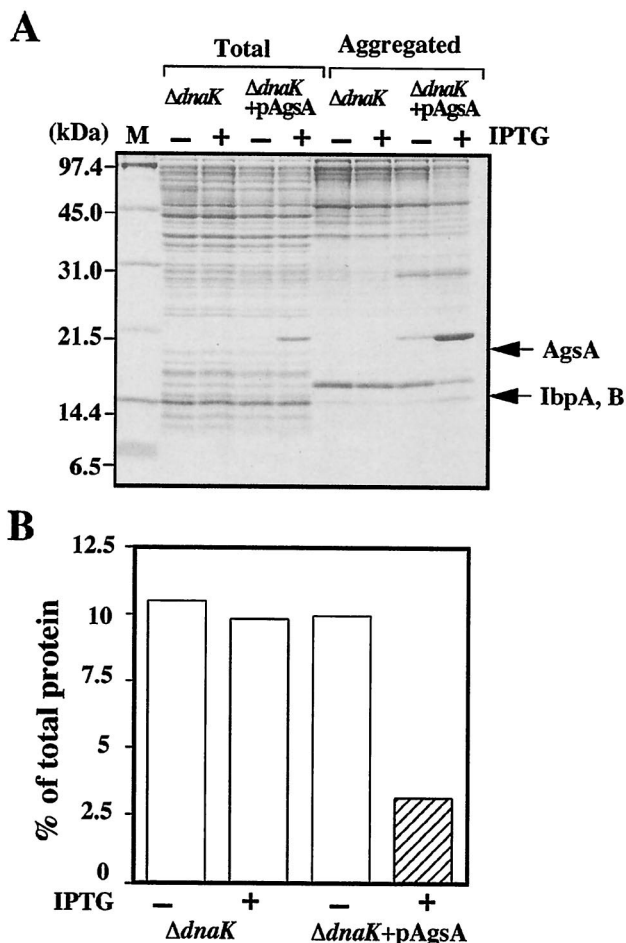 A
Total Aggregated
ΔdnaK ΔdnaK +pAgsA ΔdnaK ΔdnaK +pAgsA
(kDa) M − + − + − + − + IPTG
97.4
45.0
31.0
21.5
AgsA
IbpA, B
14.4
6.5
B
12.5
10
7.5
5
2.5
0
% of total protein
IPTG − + − +
ΔdnaK ΔdnaK+pAgsA